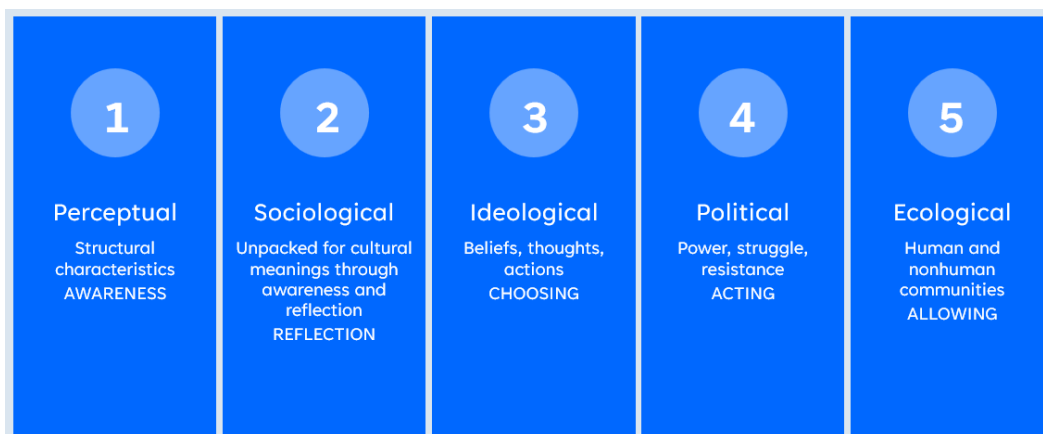 1
Perceptual
Structural
characteristics
AWARENESS
2
Sociological
Unpacked for cultural
meanings through
awareness and
reflection
REFLECTION
3
Ideological
Beliefs, thoughts,
actions
CHOOSING
4
Political
Power, struggle,
resistance
ACTING
5
Ecological
Human and
nonhuman
communities
ALLOWING